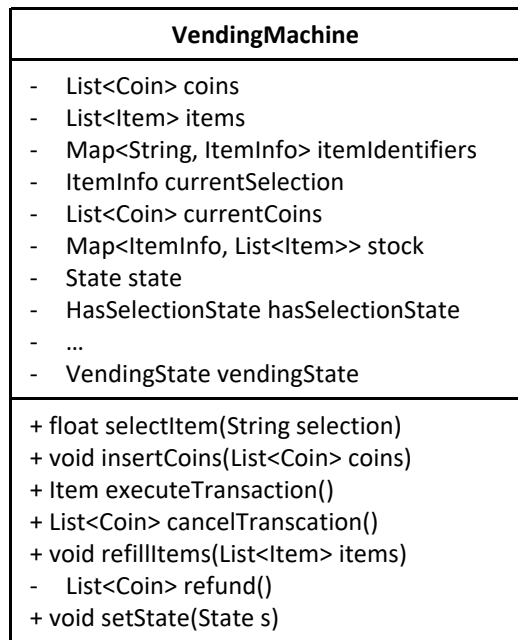 VendingMachine
- List<Coin> coins
- List<Item> items
- Map<String, ItemInfo> itemIdentifiers
- ItemInfo currentSelection
- List<Coin> currentCoins
- Map<ItemInfo, List<Item>> stock
- State state
- HasSelectionState hasSelectionState
- …
- VendingState vendingState
+ float selectItem(String selection)
+ void insertCoins(List<Coin> coins)
+ Item executeTransaction()
+ List<Coin> cancelTranscation()
+ void refillItems(List<Item> items)
- List<Coin> refund()
+ void setState(State s)